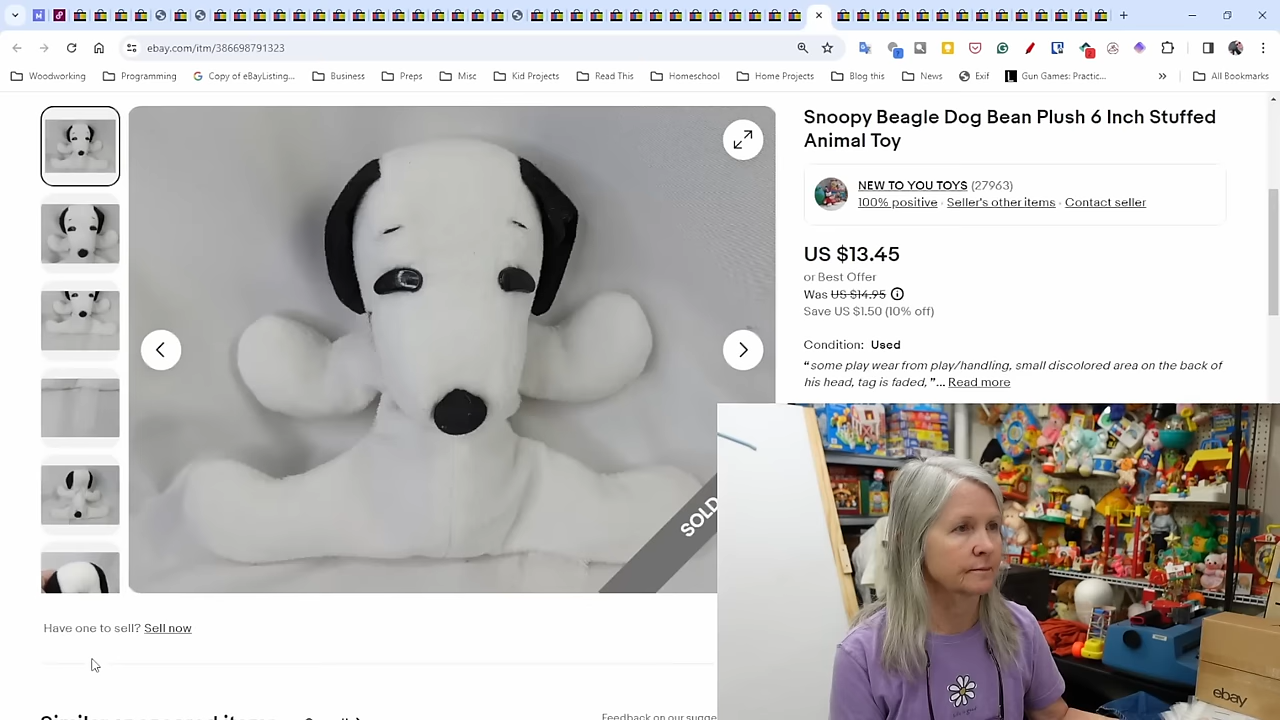 ebay.com/itm/386698791323
Woodworking
Programming
Copy of eBayListing...
Business
Preps
Misc
Kid Projects
Read This
Homeschool
Home Projects
Blog this
News
Exif
Gun Games: Practic...
All Bookmarks
Snoopy Beagle Dog Bean Plush 6 Inch Stuffed
Animal Toy
NEW TO YOU TOYS (27963)
100% positive · Seller's other items · Contact seller
US $13.45
or Best Offer
Was US $14.95
Save US $1.50 (10% off)
Condition: Used
“some play wear from play/handling, small discolored area on the back of
his head, tag is faded, ”... Read more
SOLD
Have one to sell? Sell now
ebay